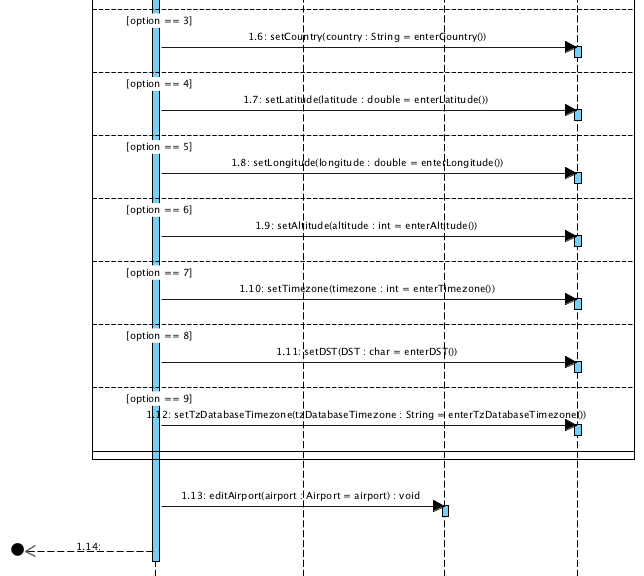 [option == 3]
1.6: setCountry(country : String = enterCountry())
[option == 4]
1.7: setLatitude(latitude : double = enterLatitude())
[option == 5]
1.8: setLongitude(longitude : double = enterLongitude())
[option == 6]
1.9: setAltitude(altitude : int = enterAltitude())
[option == 7]
1.10: setTimezone(timezone : int = enterTimezone())
[option == 8]
1.11: setDST(DST : char = enterDST())
[option == 9]
1.12: setTzDatabaseTimezone(tzDatabaseTimezone : String = enterTzDatabaseTimezone())
1.13: editAirport(airport : Airport = airport) : void
1.14: